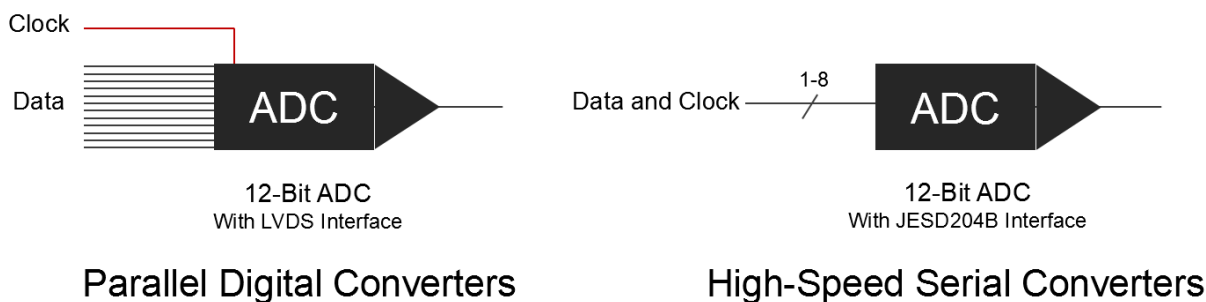 Clock
Data
ADC
12-Bit ADC
With LVDS Interface
Parallel Digital Converters
Data and Clock
1-8
ADC
12-Bit ADC
With JESD204B Interface
High-Speed Serial Converters